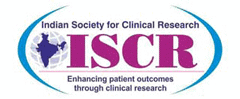 Indian Society for Clinical Research
ISCR
Enhancing patient outcomes
through clinical research